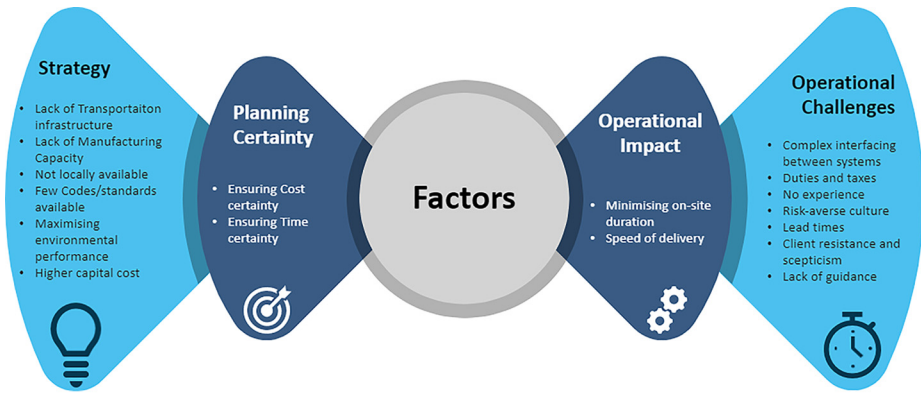 Strategy
• Lack of Transportaiton
infrastructure
• Lack of Manufacturing
Capacity
• Not locally available
• Few Codes/standards
available
• Maximising
environmental
performance
• Higher capital cost
Planning
Certainty
• Ensuring Cost
certainty
• Ensuring Time
certainty
Factors
Operational
Impact
• Minimising on-site
duration
• Speed of delivery
Operational
Challenges
• Complex interfacing
between systems
• Duties and taxes
• No experience
• Risk-averse culture
• Lead times
• Client resistance and
scepticism
• Lack of guidance